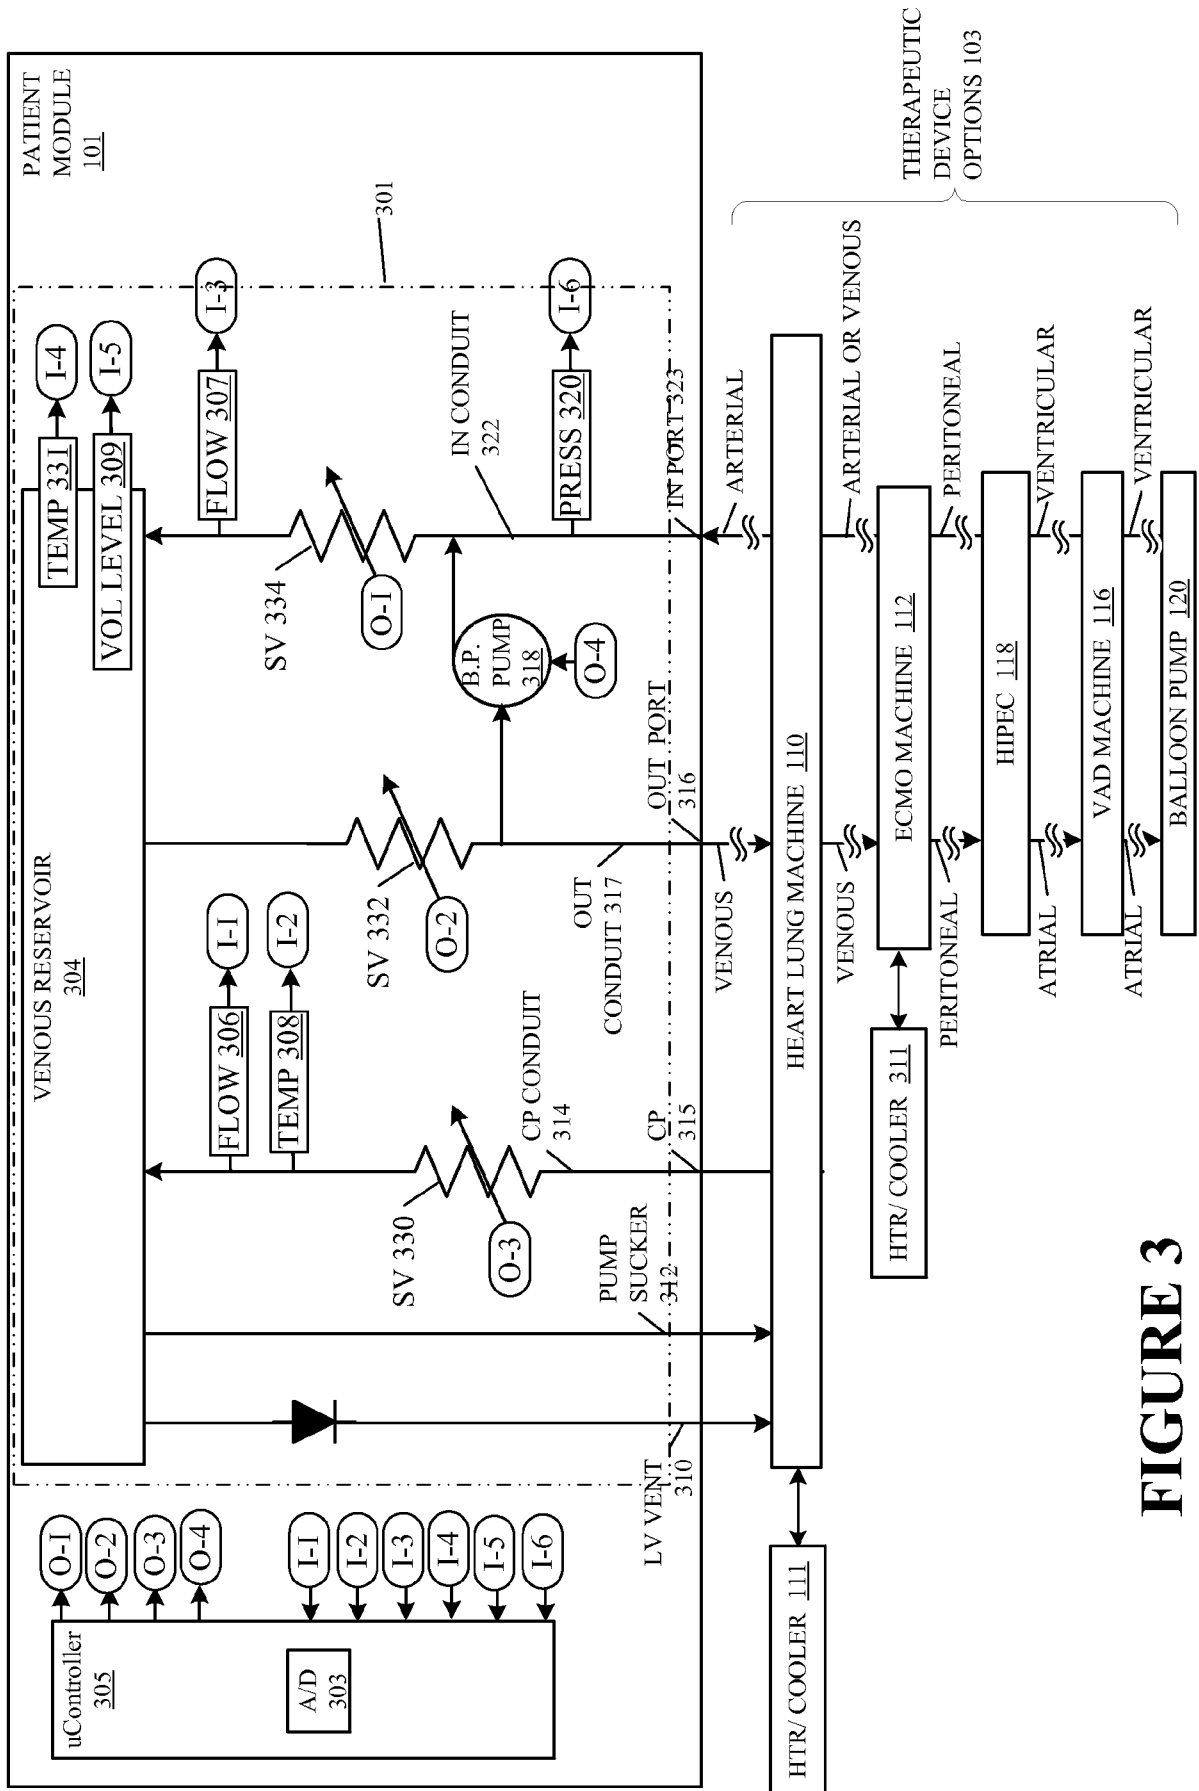 PATIENT
MODULE
101
uController
305
A/D
303
O-1
O-2
O-3
O-4
I-1
I-2
I-3
I-4
I-5
I-6
VENOUS RESERVOIR
304
TEMP 331
I-4
VOL LEVEL 309
I-5
FLOW 306
I-1
TEMP 308
I-2
FLOW 307
I-3
301
SV 330
O-3
SV 332
O-2
SV 334
O-1
B.P.
PUMP
318
O-4
CP CONDUIT
314
OUT
CONDUIT 317
IN CONDUIT
322
PRESS 320
I-6
LV VENT
310
PUMP
SUCKER
312
CP
315
OUT PORT
316
IN PORT 323
VENOUS
ARTERIAL
HTR/ COOLER 111
HEART LUNG MACHINE 110
VENOUS
ARTERIAL OR VENOUS
HTR/ COOLER 311
ECMO MACHINE 112
PERITONEAL
PERITONEAL
HIPEC 118
ATRIAL
VENTRICULAR
VAD MACHINE 116
ATRIAL
VENTRICULAR
BALLOON PUMP 120
THERAPEUTIC
DEVICE
OPTIONS 103
FIGURE 3